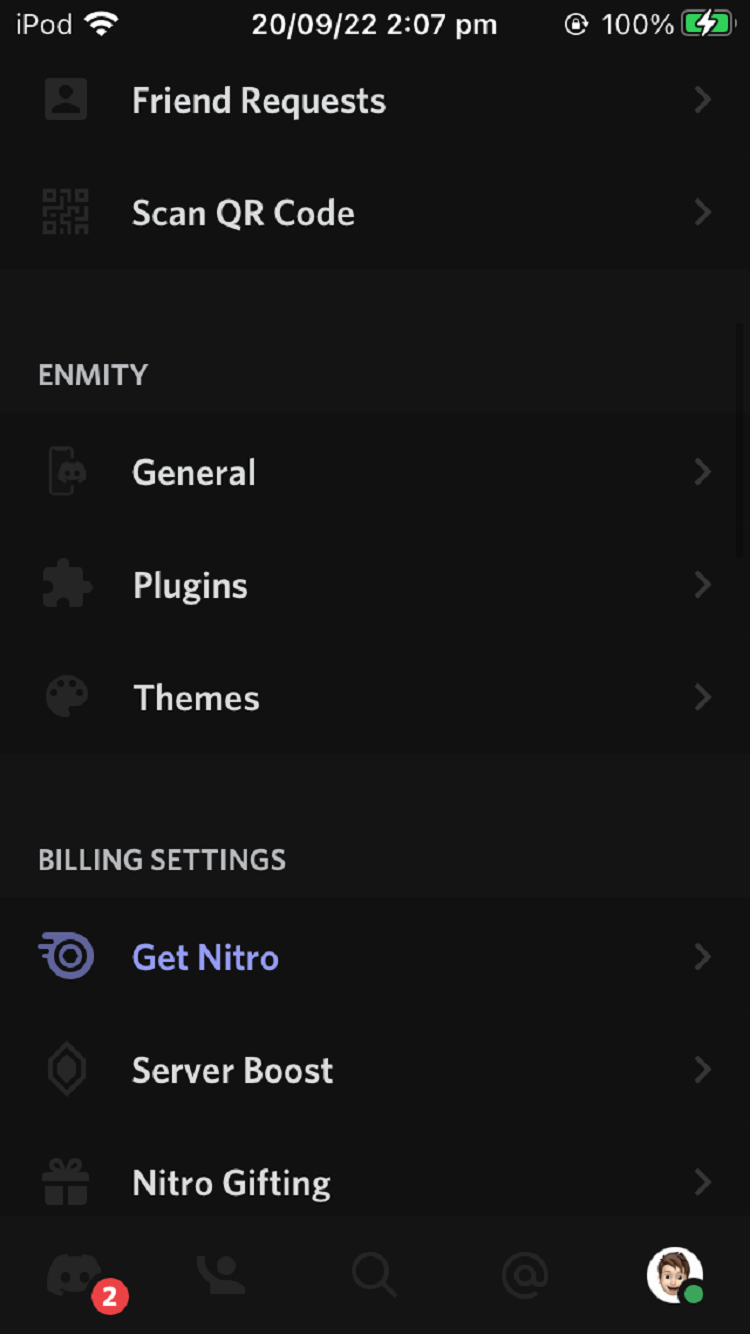 iPod 20/09/22 2:07 pm 100%
Friend Requests
Scan QR Code
ENMITY
General
Plugins
Themes
BILLING SETTINGS
Get Nitro
Server Boost
Nitro Gifting
2